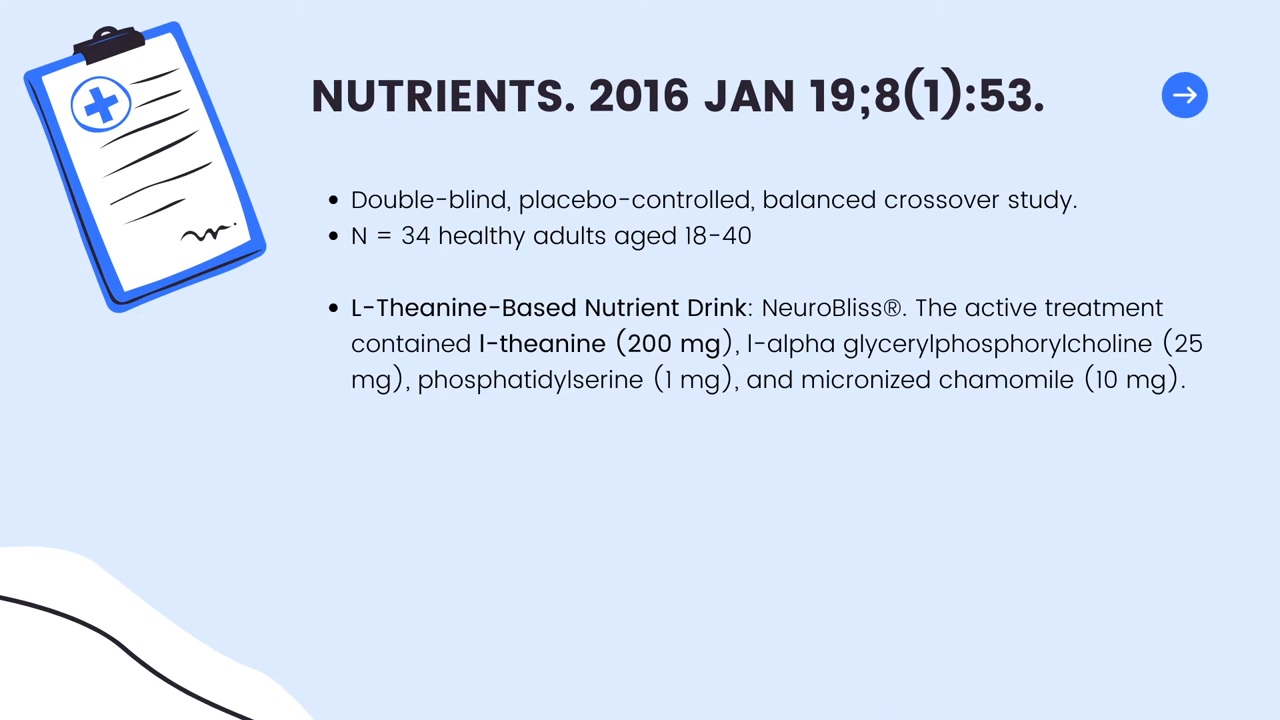 NUTRIENTS. 2016 JAN 19;8(1):53.
• Double-blind, placebo-controlled, balanced crossover study.
• N = 34 healthy adults aged 18-40
• L-Theanine-Based Nutrient Drink: NeuroBliss®. The active treatment
contained l-theanine (200 mg), l-alpha glycerylphosphorylcholine (25
mg), phosphatidylserine (1 mg), and micronized chamomile (10 mg).